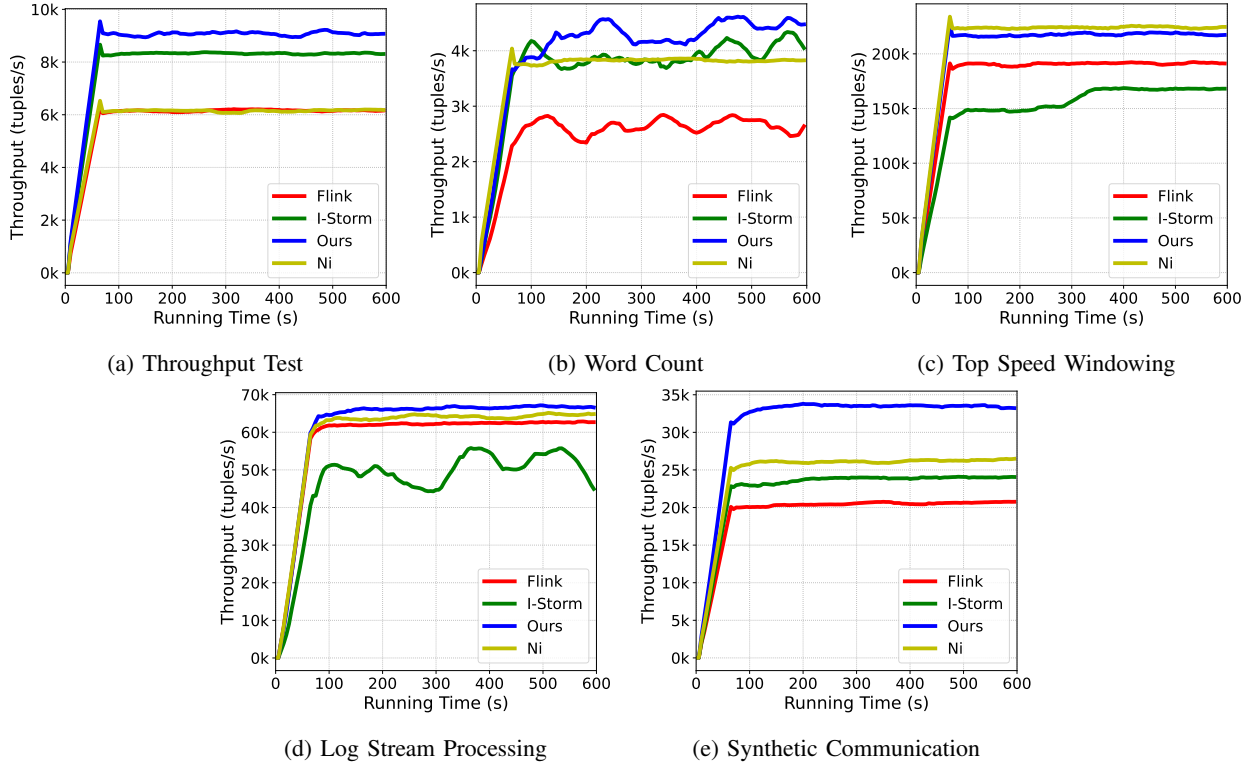 10k
8k
6k
4k
2k
0k
Throughput (tuples/s)
0 100 200 300 400 500 600
Running Time (s)
Flink
I-Storm
Ours
Ni
(a) Throughput Test
4k
3k
2k
1k
0k
Throughput (tuples/s)
0 100 200 300 400 500 600
Running Time (s)
Flink
I-Storm
Ours
Ni
(b) Word Count
200k
150k
100k
50k
0k
Throughput (tuples/s)
0 100 200 300 400 500 600
Running Time (s)
Flink
I-Storm
Ours
Ni
(c) Top Speed Windowing
70k
60k
50k
40k
30k
20k
10k
0k
Throughput (tuples/s)
0 100 200 300 400 500 600
Running Time (s)
Flink
I-Storm
Ours
Ni
(d) Log Stream Processing
35k
30k
25k
20k
15k
10k
5k
0k
Throughput (tuples/s)
0 100 200 300 400 500 600
Running Time (s)
Flink
I-Storm
Ours
Ni
(e) Synthetic Communication